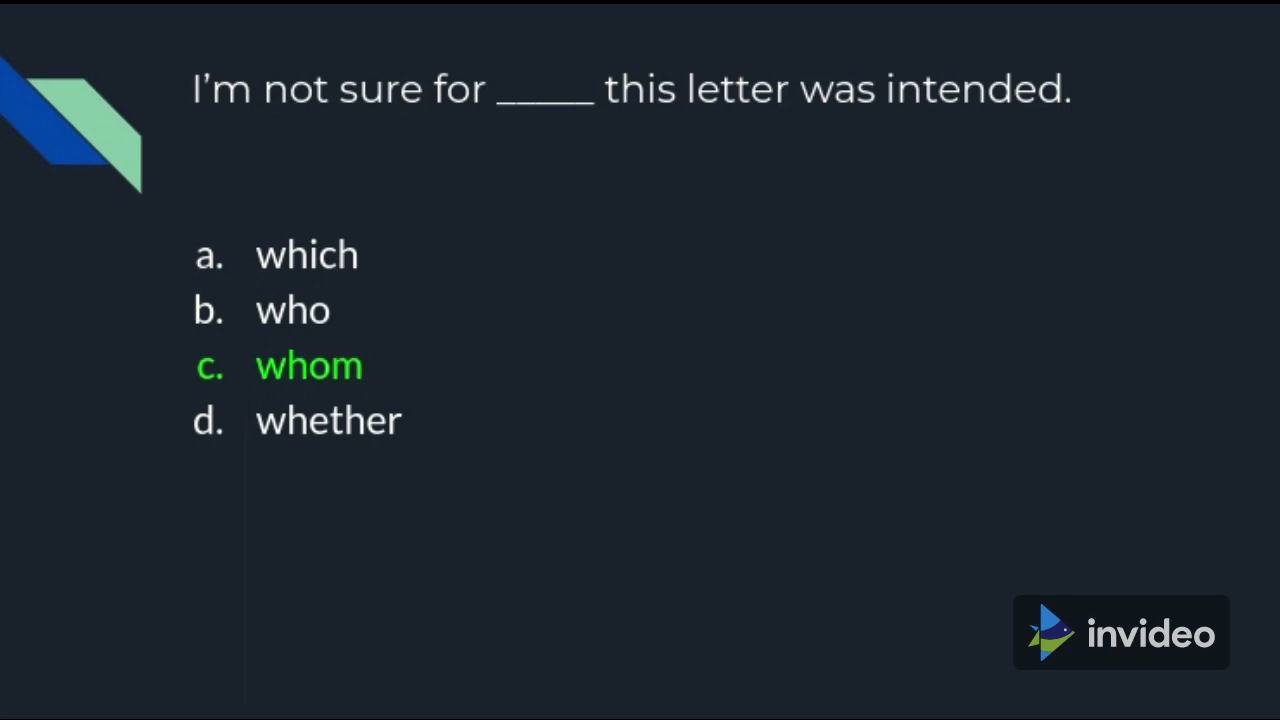 I’m not sure for _____ this letter was intended.
a. which
b. who
c. whom
d. whether
invideo